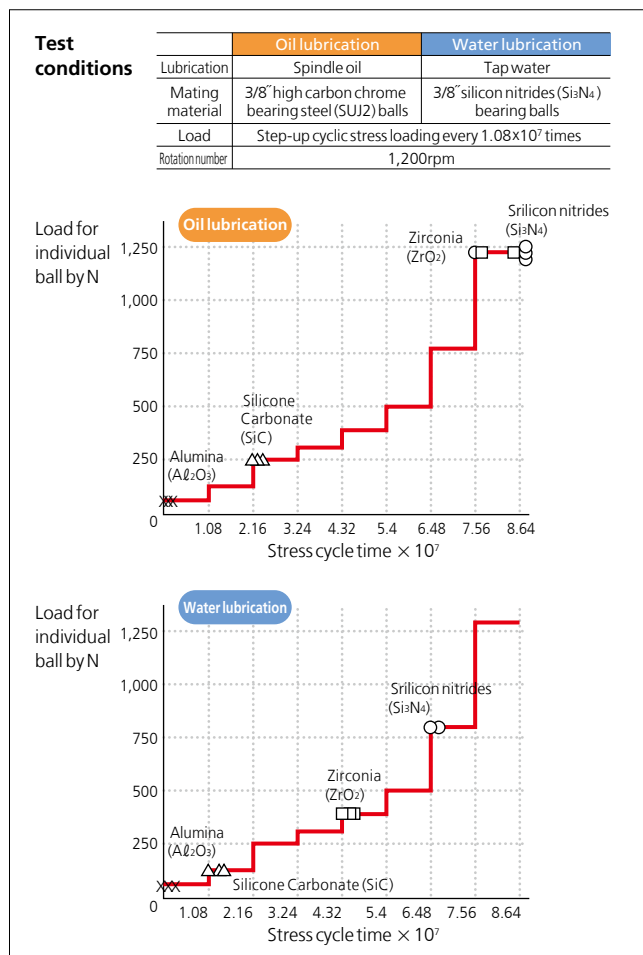 Test
conditions
Oil lubrication Water lubrication
Lubrication Spindle oil Tap water
Mating
material
3/8″ high carbon chrome
bearing steel (SUJ2) balls
3/8″ silicon nitrides (Si3N4)
bearing balls
Load Step-up cyclic stress loading every 1.08X10⁷ times
Rotation number 1,200rpm
Load for
individual
ball by N
Oil lubrication
Zirconia
(ZrO2)
Srilicon nitrides
(Si3N4)
Silicone
Carbonate
(SiC)
Alumina
(Aℓ2O3)
1,250
1,000
750
500
250
0
1.08 2.16 3.24 4.32 5.4 6.48 7.56 8.64
Stress cycle time × 10⁷
Load for
individual
ball by N
Water lubrication
Srilicon nitrides
(Si3N4)
Zirconia
(ZrO2)
Alumina
(Aℓ2O3)
Silicone Carbonate (SiC)
1,250
1,000
750
500
250
0
1.08 2.16 3.24 4.32 5.4 6.48 7.56 8.64
Stress cycle time × 10⁷